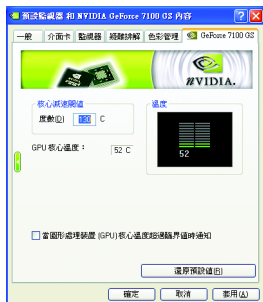 預設監視器 和 NVIDIA GeForce 7100 GS 內容
一般 介面卡 監視器 疑難排解 色彩管理 GeForce 7100 GS
NVIDIA.
核心減速閾值
度數(D) 130 C
溫度
52
GPU 核心溫度： 52 C
當圖形處理裝置 (GPU) 核心溫度超過臨界值時通知
還原預設值(R)
確定 取消 套用(A)